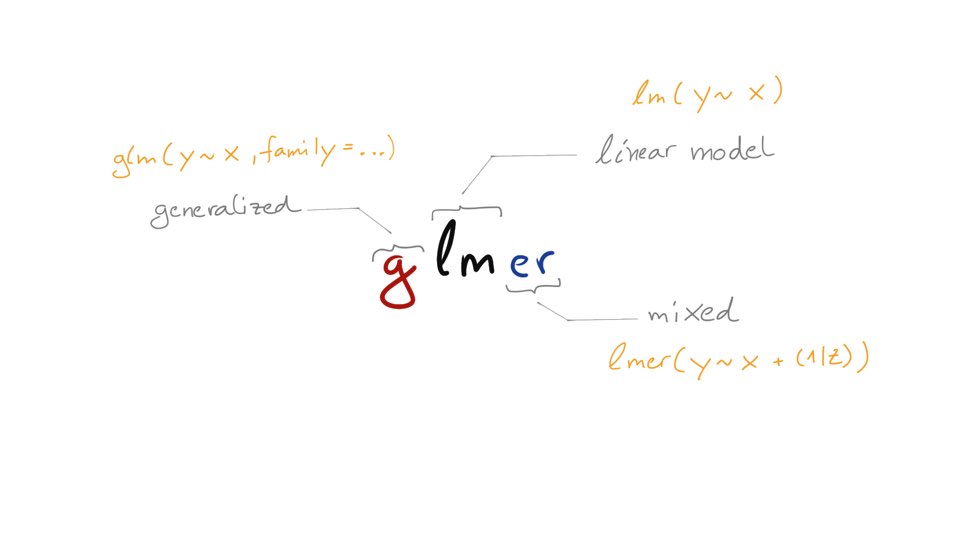 lm(y~x)
linear model
glm(y~x,family=...)
generalized
glmer
mixed
lmer(y~x + (1|z))